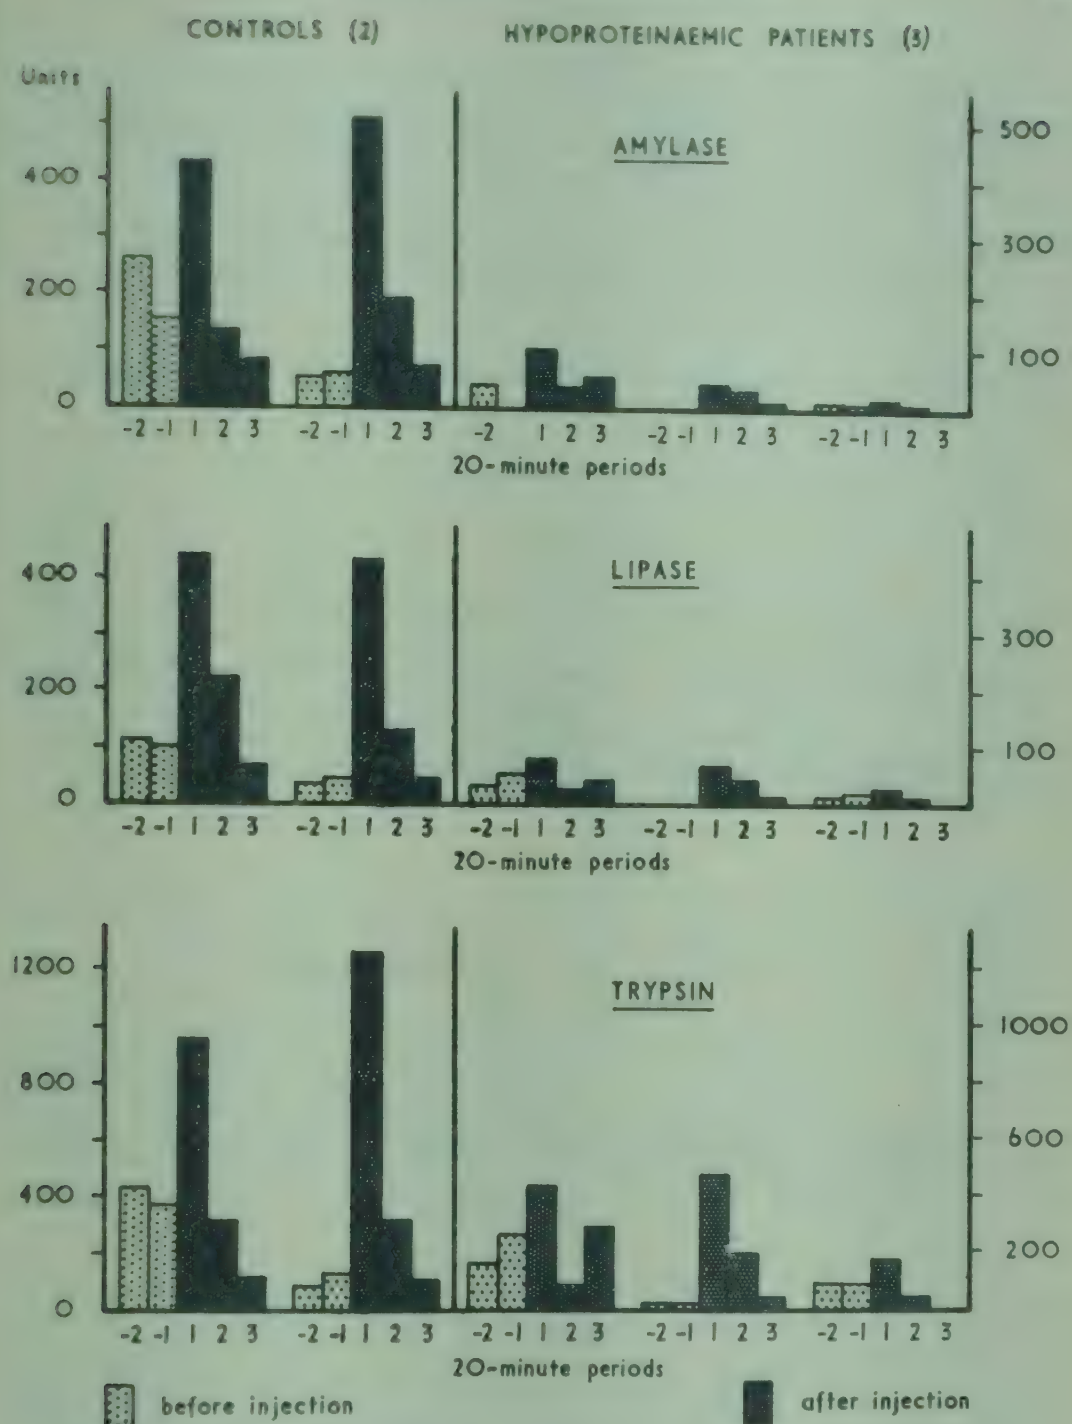 CONTROLS (2) HYPOPROTEINAEMIC PATIENTS (3)
Units
AMYLASE
500
400
300
200
100
0
-2 -1 1 2 3 -2 -1 1 2 3 -2 1 2 3 -2 -1 1 2 3 -2 -1 1 2 3
20-minute periods
LIPASE
400
300
200
100
0
-2 -1 1 2 3 -2 -1 1 2 3 -2 -1 1 2 3 -2 -1 1 2 3 -2 -1 1 2 3
20-minute periods
1200
TRYPSIN
1000
800
600
400
200
0
-2 -1 1 2 3 -2 -1 1 2 3 -2 -1 1 2 3 -2 -1 1 2 3 -2 -1 1 2 3
20-minute periods
before injection after injection